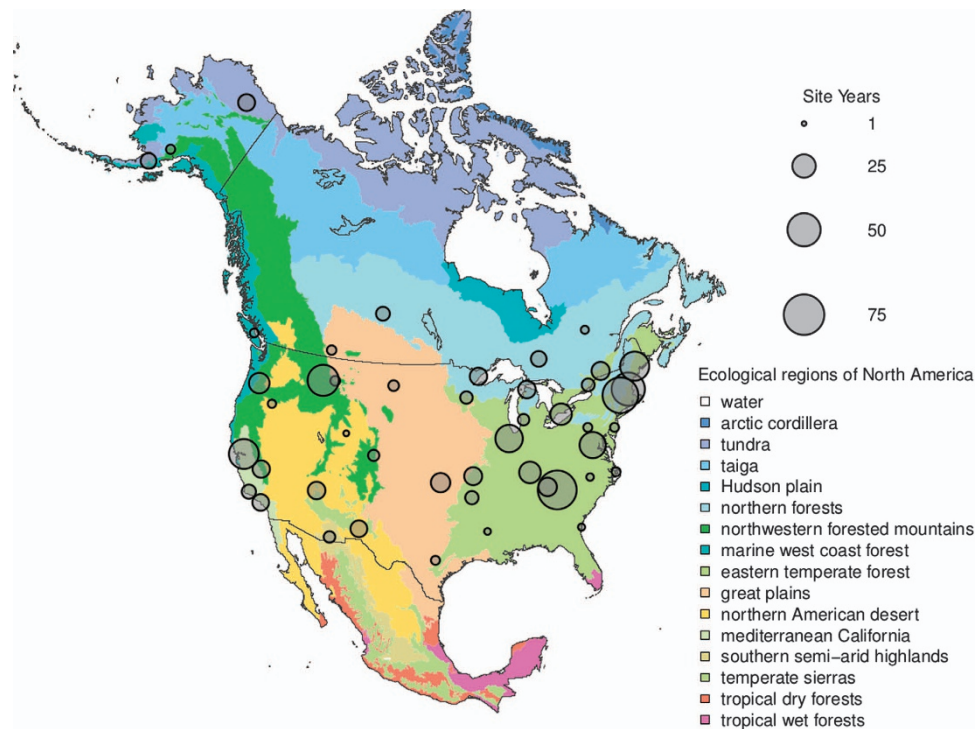 Site Years
1
25
50
75
Ecological regions of North America
water
arctic cordillera
tundra
taiga
Hudson plain
northern forests
northwestern forested mountains
marine west coast forest
eastern temperate forest
great plains
northern American desert
mediterranean California
southern semi−arid highlands
temperate sierras
tropical dry forests
tropical wet forests